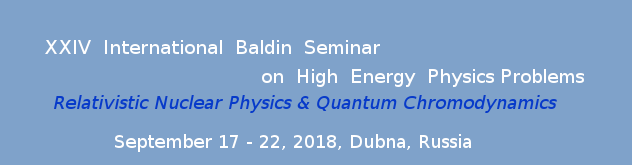 XXIV International Baldin Seminar
on High Energy Physics Problems
Relativistic Nuclear Physics & Quantum Chromodynamics
September 17 - 22, 2018, Dubna, Russia